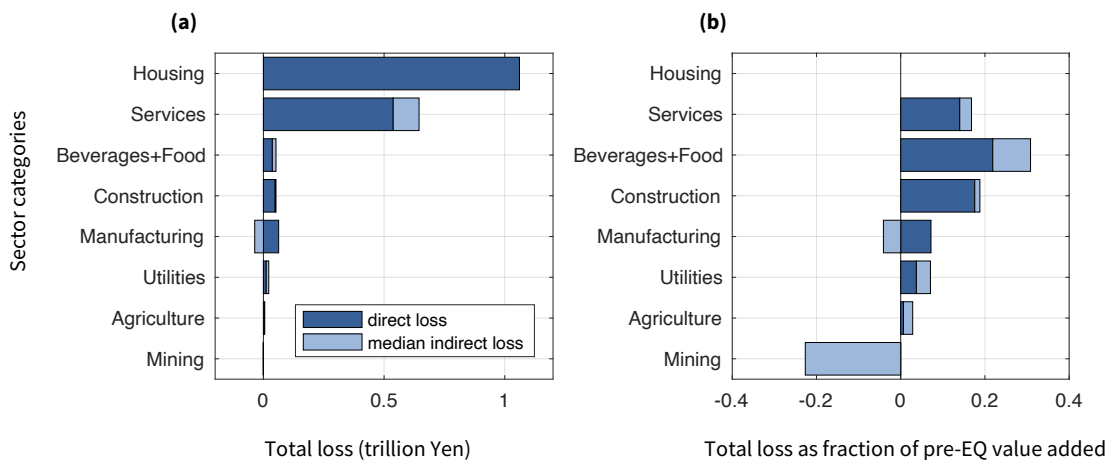 (a)
Sector categories
Housing
Services
Beverages+Food
Construction
Manufacturing
Utilities
Agriculture
Mining
direct loss
median indirect loss
0 0.5 1
Total loss (trillion Yen)
(b)
Housing
Services
Beverages+Food
Construction
Manufacturing
Utilities
Agriculture
Mining
-0.4 -0.2 0 0.2 0.4
Total loss as fraction of pre-EQ value added